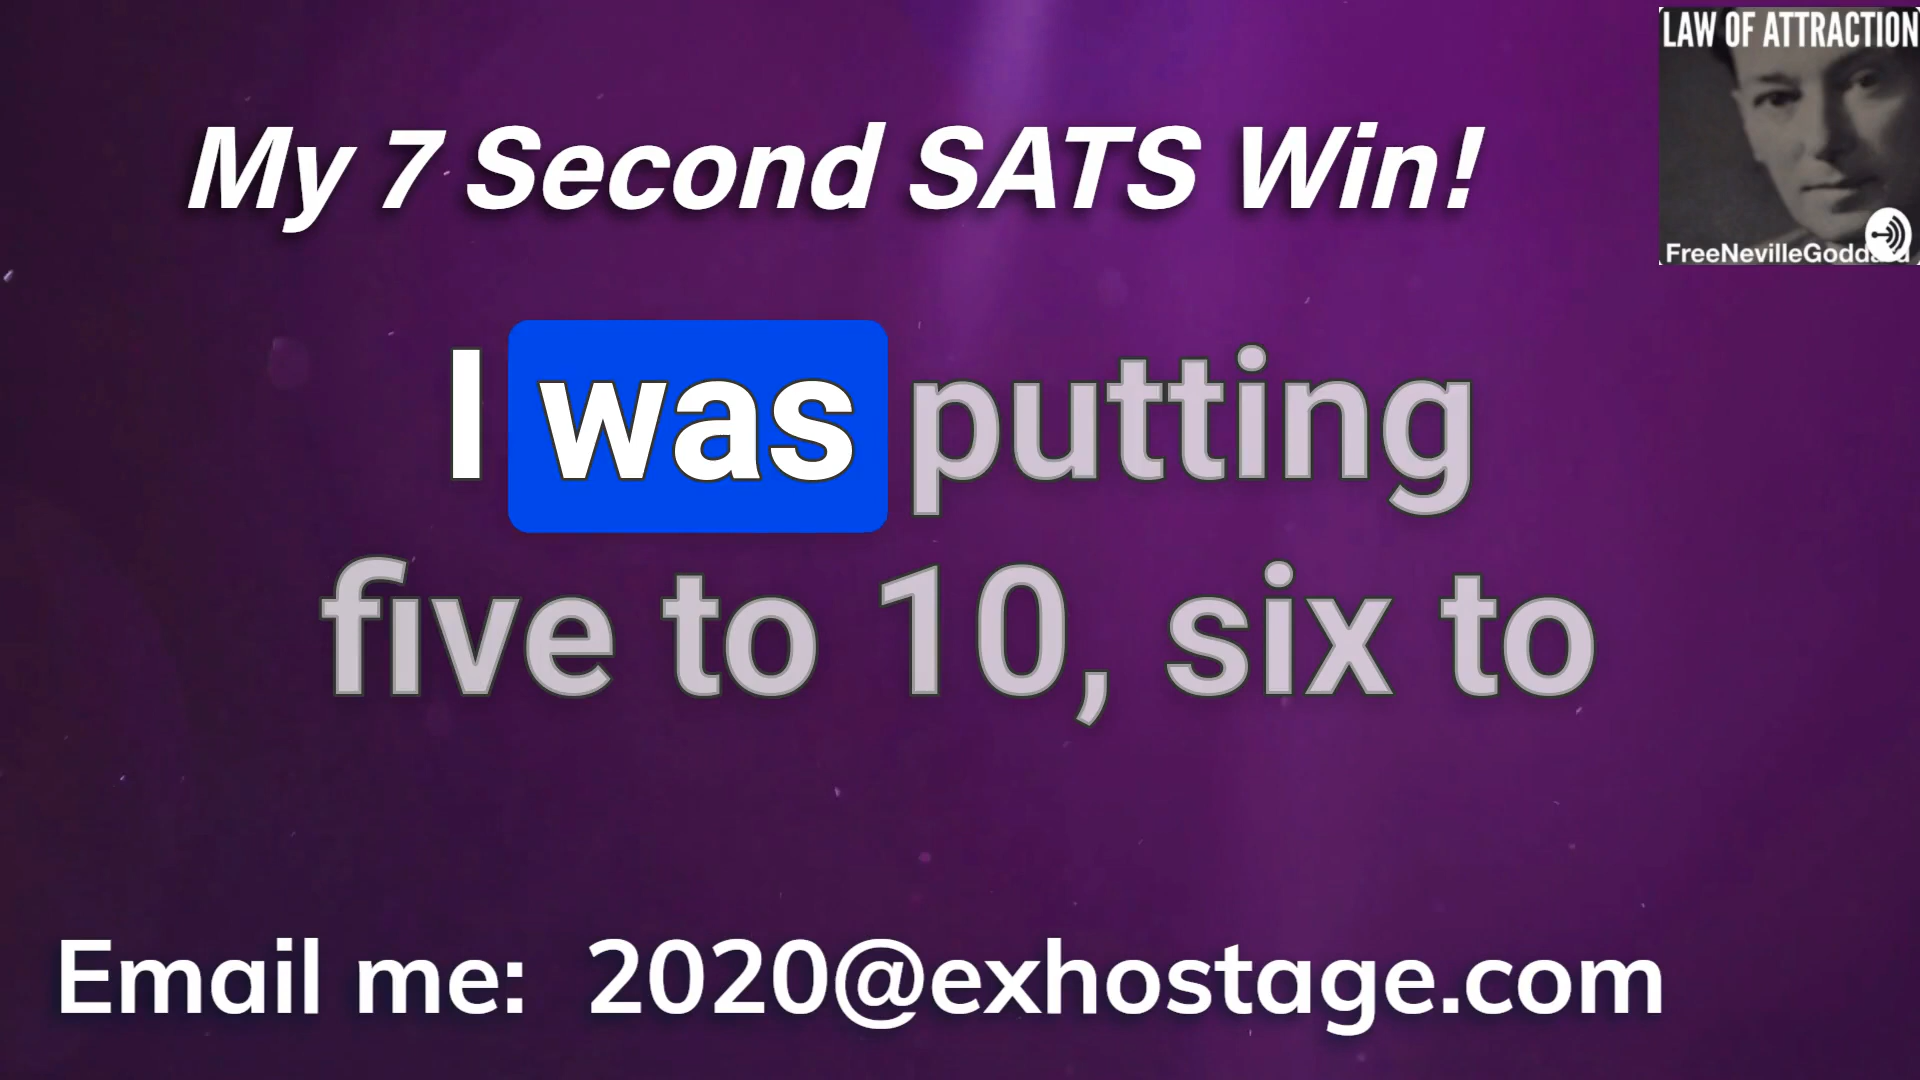 LAW OF ATTRACTION
My 7 Second SATS Win!
FreeNevilleGoddard
I was putting
five to 10, six to
Email me: 2020@exhostage.com